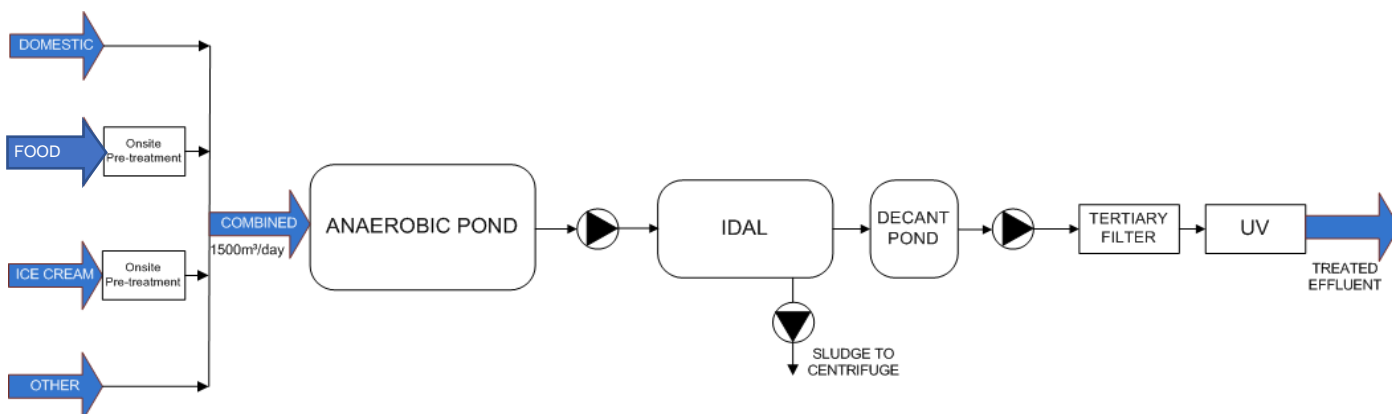 DOMESTIC
FOOD
Onsite
Pre-treatment
ICE CREAM
Onsite
Pre-treatment
OTHER
COMBINED
1500m³/day
ANAEROBIC POND
IDAL
SLUDGE TO
CENTRIFUGE
DECANT
POND
TERTIARY
FILTER
UV
TREATED
EFFLUENT